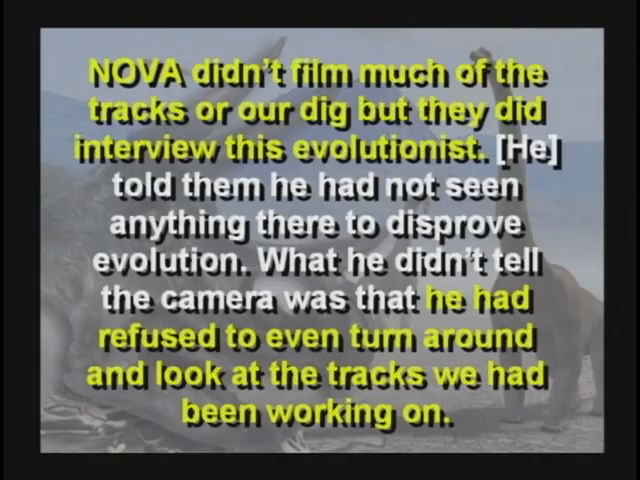 NOVA didn't film much of the
tracks or our dig but they did
interview this evolutionist. [He]
told them he had not seen
anything there to disprove
evolution. What he didn't tell
the camera was that he had
refused to even turn around
and look at the tracks we had
been working on.